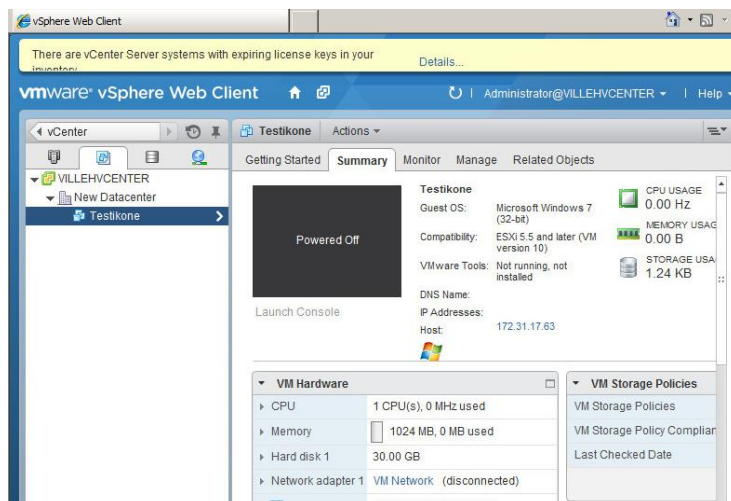 vSphere Web Client
There are vCenter Server systems with expiring license keys in your
inventory
Details...
vmware® vSphere Web Client
Administrator@VILLEHVCENTER
Help
vCenter
Testikone
Actions
Getting Started
Summary
Monitor
Manage
Related Objects
VILLEHVCENTER
New Datacenter
Testikone
Powered Off
Launch Console
Testikone
Guest OS: Microsoft Windows 7
(32-bit)
Compatibility: ESXi 5.5 and later (VM
version 10)
VMware Tools: Not running, not
installed
DNS Name:
IP Addresses:
Host: 172.31.17.63
CPU USAGE
0.00 Hz
MEMORY USAG
0.00 B
STORAGE USA
1.24 KB
VM Hardware
CPU 1 CPU(s), 0 MHz used
Memory 1024 MB, 0 MB used
Hard disk 1 30.00 GB
Network adapter 1 VM Network (disconnected)
VM Storage Policies
VM Storage Policies
VM Storage Policy Complian
Last Checked Date